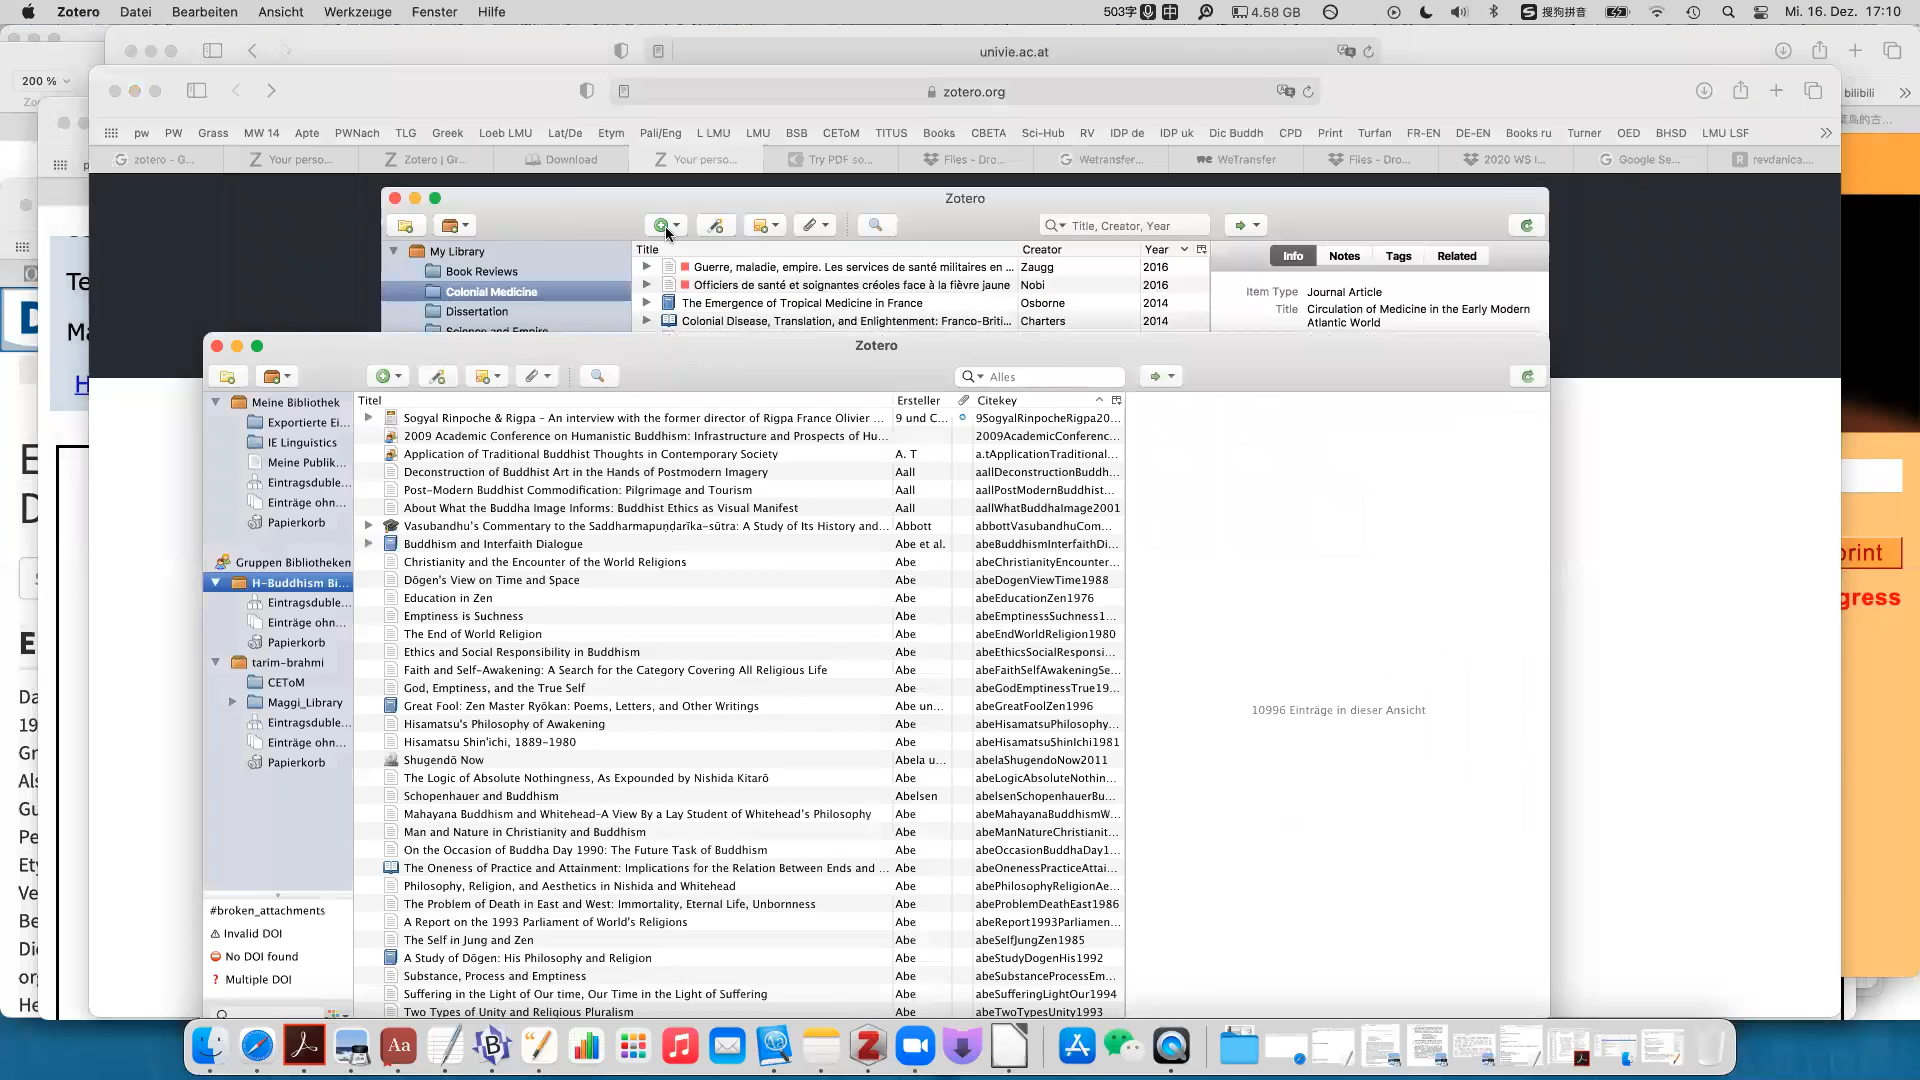 Zotero Datei Bearbeiten Ansicht Werkzeuge Fenster Hilfe 503字 中 4.58 GB 搜狗拼音 Mi. 16. Dez. 17:10
univie.ac.at
200 %
zotero.org
bilibili
pw PW Grass MW 14 Apte PWNach TLG Greek Loeb LMU Lat/De Etym Pali/Eng L LMU LMU BSB CEToM TITUS Books CBETA Sci-Hub RV IDP de IDP uk Dic Buddh CPD Print Turfan FR-EN DE-EN Books ru Turner OED BHSD LMU LSF
zotero - G... Your perso... Zotero | Gr... Download Your perso... Try PDF so... Files - Dro... Wetransfer... WeTransfer Files - Dro... 2020 WS I... Google Se... revdanica....
Zotero
Title, Creator, Year
My Library
Book Reviews
Colonial Medicine
Dissertation
Science and Empire
Title Creator Year
Guerre, maladie, empire. Les services de santé militaires en ... Zaugg 2016
Officiers de santé et soignantes créoles face à la fièvre jaune Nobi 2016
The Emergence of Tropical Medicine in France Osborne 2014
Colonial Disease, Translation, and Enlightenment: Franco-Briti... Charters 2014
Info Notes Tags Related
Item Type Journal Article
Title Circulation of Medicine in the Early Modern
Atlantic World
Zotero
Alles
Meine Bibliothek
Exportierte Ei...
IE Linguistics
Meine Publik...
Eintragsduble...
Einträge ohn...
Papierkorb
Gruppen Bibliotheken
H-Buddhism Bi...
Eintragsduble...
Einträge ohn...
Papierkorb
tarim-brahmi
CEToM
Maggi_Library
Eintragsduble...
Einträge ohn...
Papierkorb
#broken_attachments
Invalid DOI
No DOI found
Multiple DOI
Titel Ersteller Citekey
Sogyal Rinpoche & Rigpa - An interview with the former director of Rigpa France Olivier ... 9 und C... 9SogyalRinpocheRigpa20...
2009 Academic Conference on Humanistic Buddhism: Infrastructure and Prospects of Hu... 2009AcademicConferenc...
Application of Traditional Buddhist Thoughts in Contemporary Society A. T a.tApplicationTraditional...
Deconstruction of Buddhist Art in the Hands of Postmodern Imagery Aall aallDeconstructionBuddh...
Post-Modern Buddhist Commodification: Pilgrimage and Tourism Aall aallPostModernBuddhist...
About What the Buddha Image Informs: Buddhist Ethics as Visual Manifest Aall aallWhatBuddhaImage2001
Vasubandhu's Commentary to the Saddharmapuṇḍarīka-sūtra: A Study of Its History and... Abbott abbottVasubandhuCom...
Buddhism and Interfaith Dialogue Abe et al. abeBuddhismInterfaithDi...
Christianity and the Encounter of the World Religions Abe abeChristianityEncounter...
Dōgen's View on Time and Space Abe abeDogenViewTime1988
Education in Zen Abe abeEducationZen1976
Emptiness is Suchness Abe abeEmptinessSuchness1...
The End of World Religion Abe abeEndWorldReligion1980
Ethics and Social Responsibility in Buddhism Abe abeEthicsSocialResponsi...
Faith and Self-Awakening: A Search for the Category Covering All Religious Life Abe abeFaithSelfAwakeningSe...
God, Emptiness, and the True Self Abe abeGodEmptinessTrue19...
Great Fool: Zen Master Ryōkan: Poems, Letters, and Other Writings Abe un... abeGreatFoolZen1996
Hisamatsu's Philosophy of Awakening Abe abeHisamatsuPhilosophy...
Hisamatsu Shin'ichi, 1889-1980 Abe abeHisamatsuShinIchi1981
Shugendō Now Abela u... abelaShugendoNow2011
The Logic of Absolute Nothingness, As Expounded by Nishida Kitarō Abe abeLogicAbsoluteNothin...
Schopenhauer and Buddhism Abelsen abelsenSchopenhauerBu...
Mahayana Buddhism and Whitehead-A View By a Lay Student of Whitehead's Philosophy Abe abeMahayanaBuddhismW...
Man and Nature in Christianity and Buddhism Abe abeManNatureChristianit...
On the Occasion of Buddha Day 1990: The Future Task of Buddhism Abe abeOccasionBuddhaDay1...
The Oneness of Practice and Attainment: Implications for the Relation Between Ends and ... Abe abeOnenessPracticeAttai...
Philosophy, Religion, and Aesthetics in Nishida and Whitehead Abe abePhilosophyReligionAe...
The Problem of Death in East and West: Immortality, Eternal Life, Unbornness Abe abeProblemDeathEast1986
A Report on the 1993 Parliament of World's Religions Abe abeReport1993Parliamen...
The Self in Jung and Zen Abe abeSelfJungZen1985
A Study of Dōgen: His Philosophy and Religion Abe abeStudyDogenHis1992
Substance, Process and Emptiness Abe abeSubstanceProcessEm...
Suffering in the Light of Our time, Our Time in the Light of Suffering Abe abeSufferingLightOur1994
Two Types of Unity and Religious Pluralism Abe abeTwoTypesUnity1993
10996 Einträge in dieser Ansicht
print
gress